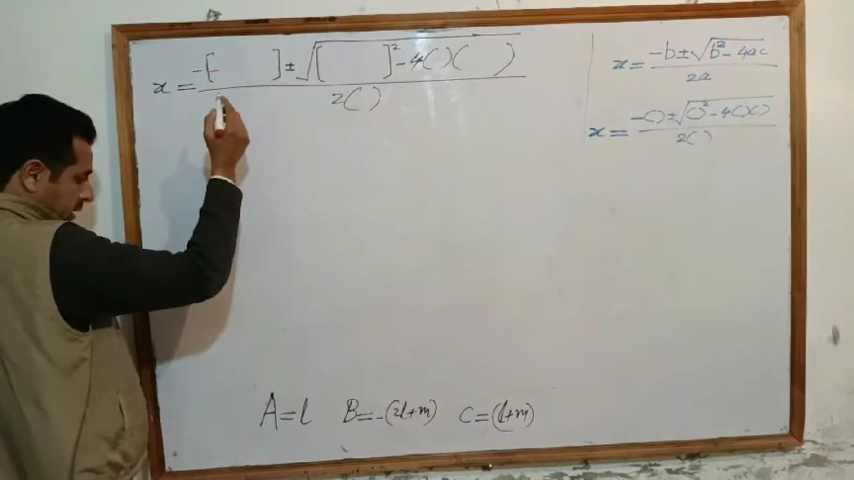 x = -[ ] ± √[ ]² - 4( )( ) / 2( )
x = -b ± √b² - 4ac / 2a
x = -( ) ± √( )² - 4( )( ) / 2( )
A = l B = -(2l+m) C = (l+m)